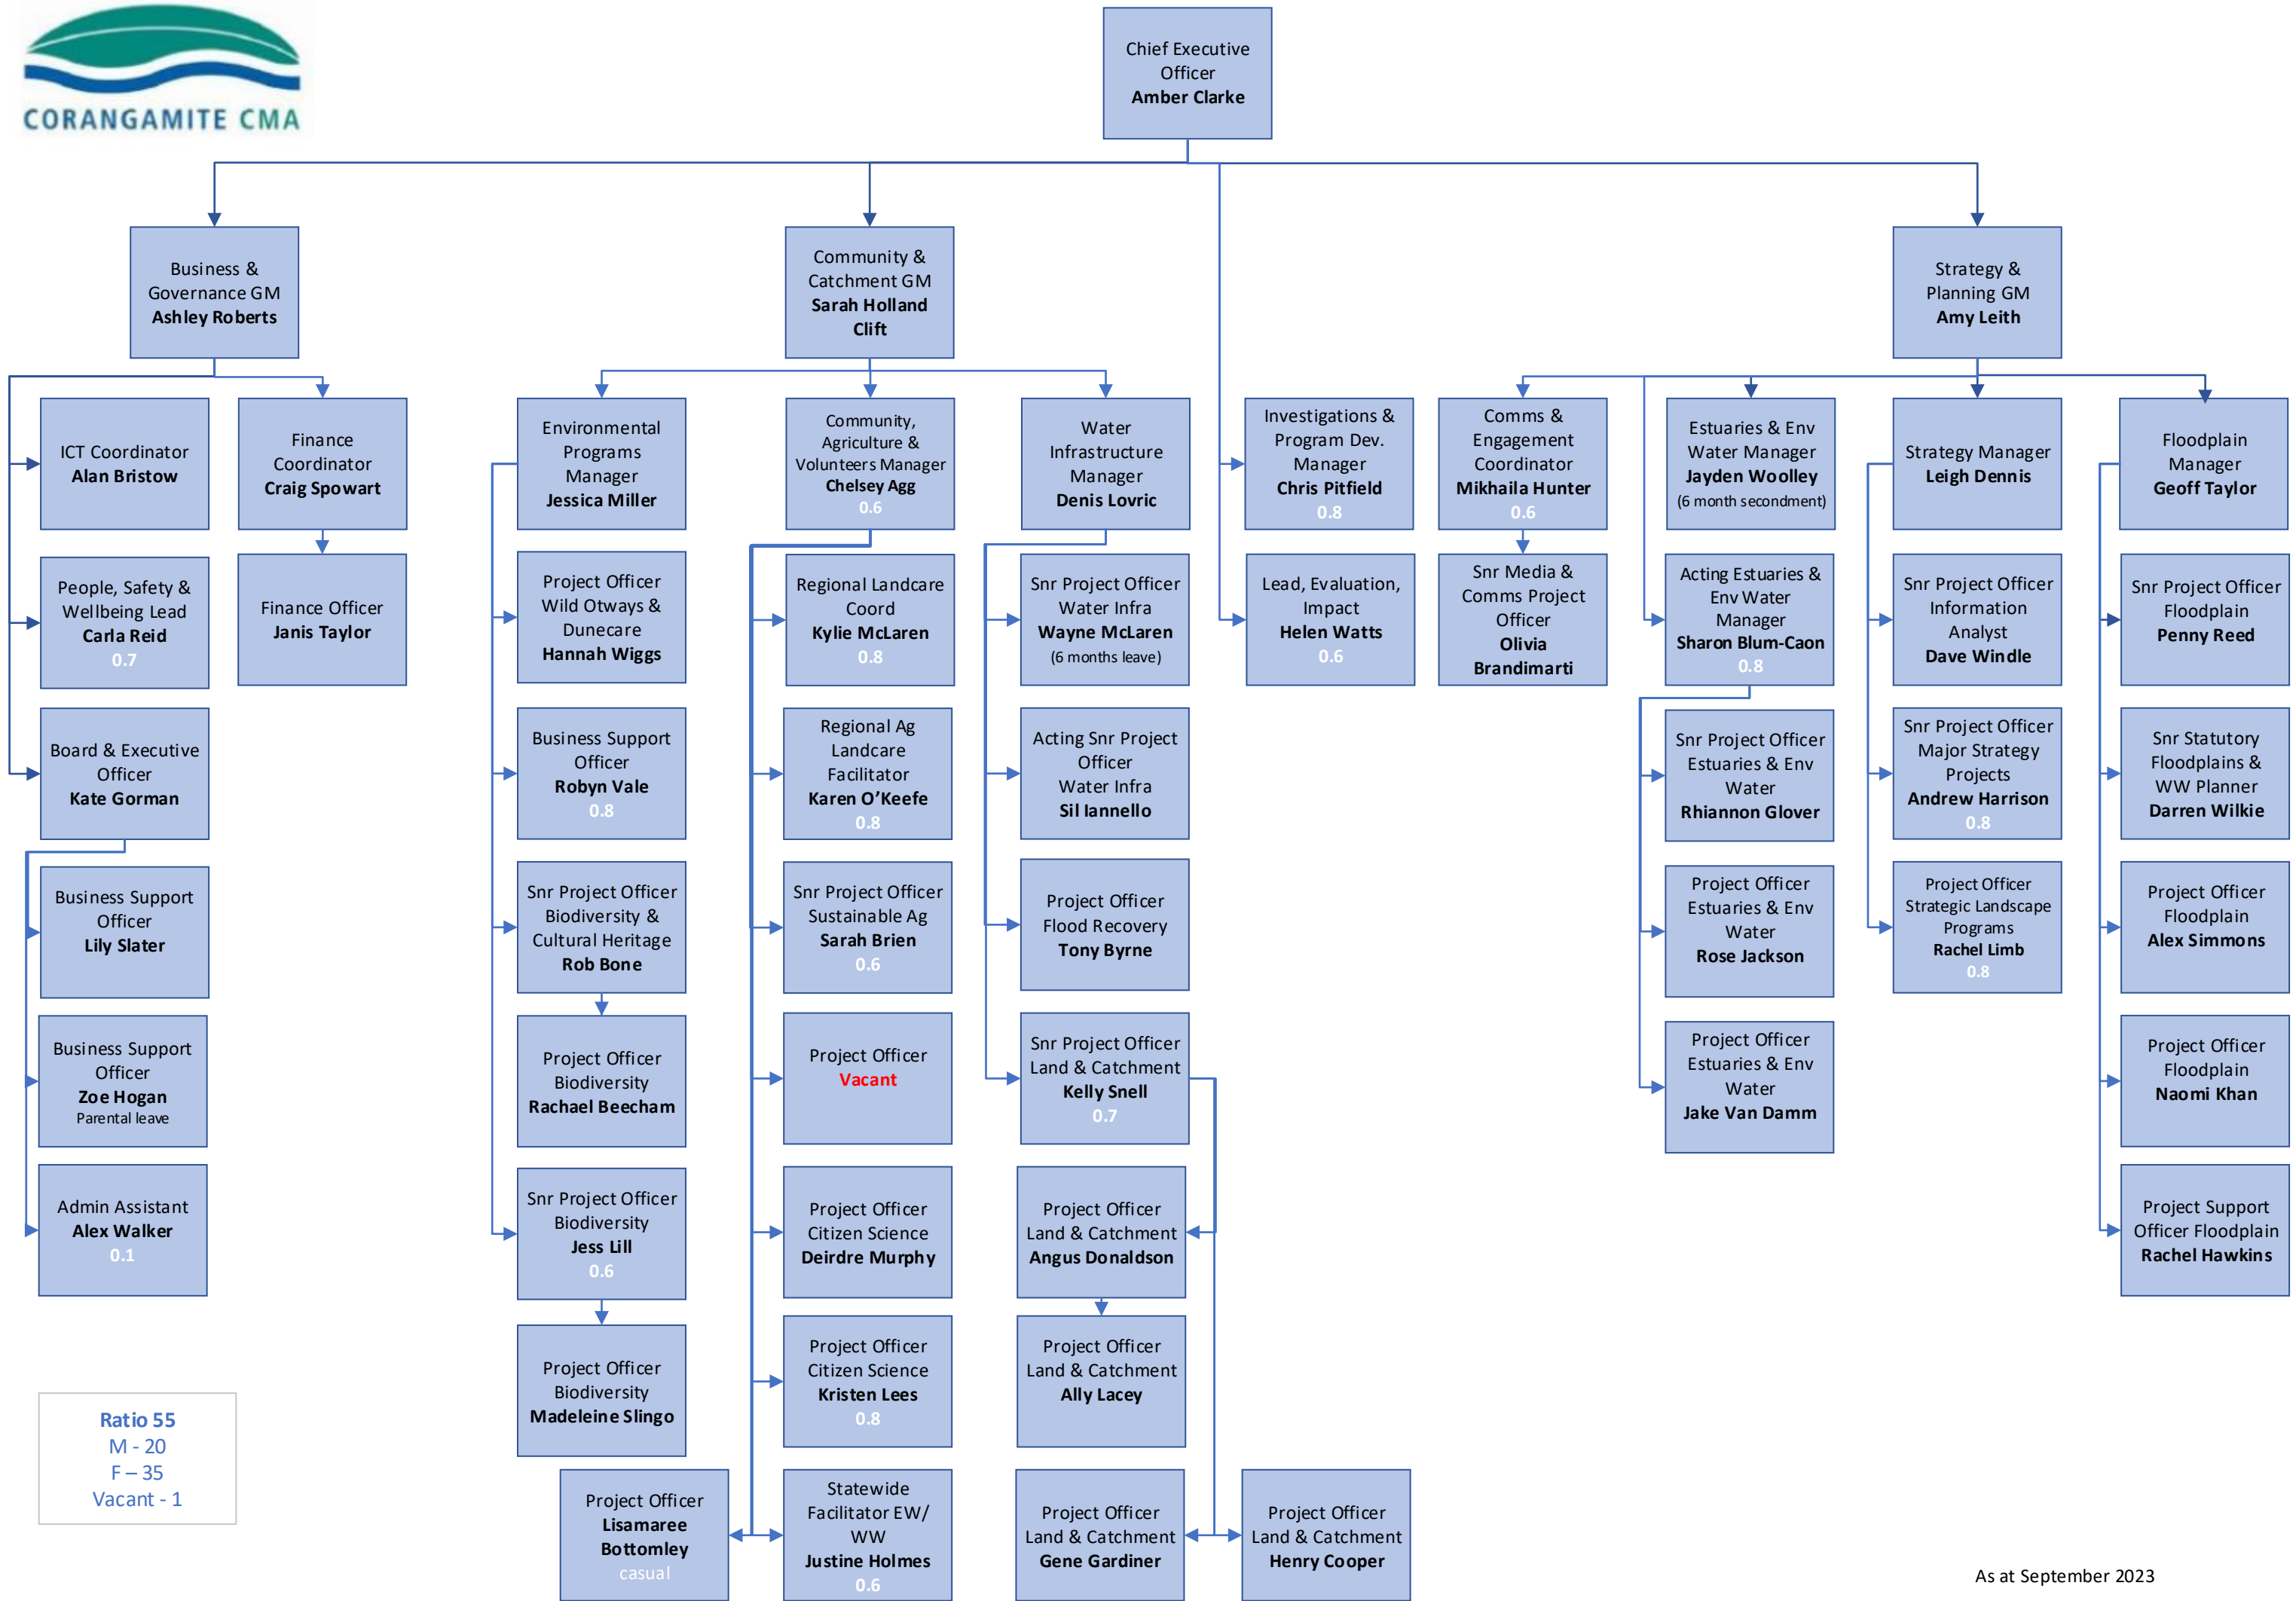 CORANGAMITE CMA
Chief Executive
Officer
Amber Clarke
Business &
Governance GM
Ashley Roberts
Community &
Catchment GM
Sarah Holland
Clift
Strategy &
Planning GM
Amy Leith
ICT Coordinator
Alan Bristow
Finance
Coordinator
Craig Spowart
Environmental
Programs
Manager
Jessica Miller
Community,
Agriculture &
Volunteers Manager
Chelsey Agg
0.6
Water
Infrastructure
Manager
Denis Lovric
Investigations &
Program Dev.
Manager
Chris Pitfield
0.8
Comms &
Engagement
Coordinator
Mikhaila Hunter
0.6
Estuaries & Env
Water Manager
Jayden Woolley
(6 month secondment)
Strategy Manager
Leigh Dennis
Floodplain
Manager
Geoff Taylor
People, Safety &
Wellbeing Lead
Carla Reid
0.7
Finance Officer
Janis Taylor
Project Officer
Wild Otways &
Dunecare
Hannah Wiggs
Regional Landcare
Coord
Kylie McLaren
0.8
Snr Project Officer
Water Infra
Wayne McLaren
(6 months leave)
Lead, Evaluation,
Impact
Helen Watts
0.6
Snr Media &
Comms Project
Officer
Olivia
Brandimarti
Acting Estuaries &
Env Water
Manager
Sharon Blum-Caon
0.8
Snr Project Officer
Information
Analyst
Dave Windle
Snr Project Officer
Floodplain
Penny Reed
Board & Executive
Officer
Kate Gorman
Business Support
Officer
Robyn Vale
0.8
Regional Ag
Landcare
Facilitator
Karen O'Keefe
0.8
Acting Snr Project
Officer
Water Infra
Sil Iannello
Snr Project Officer
Estuaries & Env
Water
Rhiannon Glover
Snr Project Officer
Major Strategy
Projects
Andrew Harrison
0.8
Snr Statutory
Floodplains &
WW Planner
Darren Wilkie
Business Support
Officer
Lily Slater
Snr Project Officer
Biodiversity &
Cultural Heritage
Rob Bone
Snr Project Officer
Sustainable Ag
Sarah Brien
0.6
Project Officer
Flood Recovery
Tony Byrne
Project Officer
Estuaries & Env
Water
Rose Jackson
Project Officer
Strategic Landscape
Programs
Rachel Limb
0.8
Project Officer
Floodplain
Alex Simmons
Business Support
Officer
Zoe Hogan
Parental leave
Project Officer
Biodiversity
Rachael Beecham
Project Officer
Vacant
Snr Project Officer
Land & Catchment
Kelly Snell
0.7
Project Officer
Estuaries & Env
Water
Jake Van Damm
Project Officer
Floodplain
Naomi Khan
Admin Assistant
Alex Walker
0.1
Snr Project Officer
Biodiversity
Jess Lill
0.6
Project Officer
Citizen Science
Deirdre Murphy
Project Officer
Land & Catchment
Angus Donaldson
Project Support
Officer Floodplain
Rachel Hawkins
Project Officer
Biodiversity
Madeleine Slingo
Project Officer
Citizen Science
Kristen Lees
0.8
Project Officer
Land & Catchment
Ally Lacey
Ratio 55
M - 20
F – 35
Vacant - 1
Project Officer
Lisamaree
Bottomley
casual
Statewide
Facilitator EW/
WW
Justine Holmes
0.6
Project Officer
Land & Catchment
Gene Gardiner
Project Officer
Land & Catchment
Henry Cooper
As at September 2023